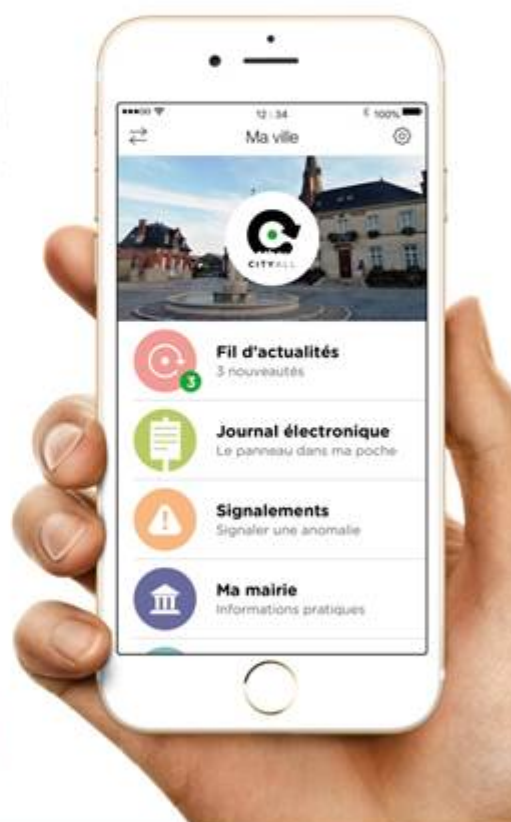 12:34
100%
Ma ville
CITYALL
Fil d'actualités
3 nouveautés
3
Journal électronique
Le panneau dans ma poche
Signalements
Signaler une anomalie
Ma mairie
Informations pratiques